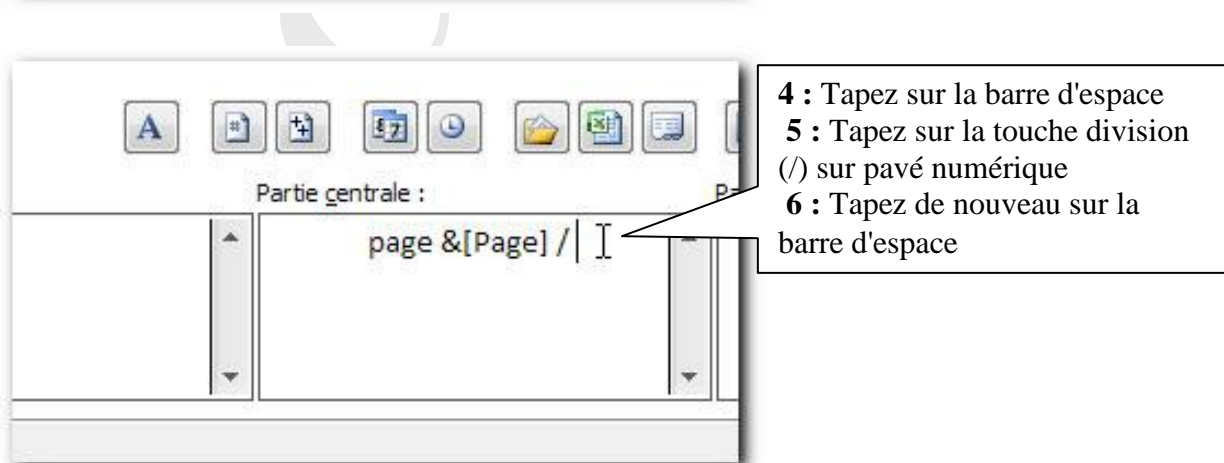 A
Partie centrale :
Pa
page &[Page] /
4 : Tapez sur la barre d'espace
5 : Tapez sur la touche division
(/) sur pavé numérique
6 : Tapez de nouveau sur la
barre d'espace